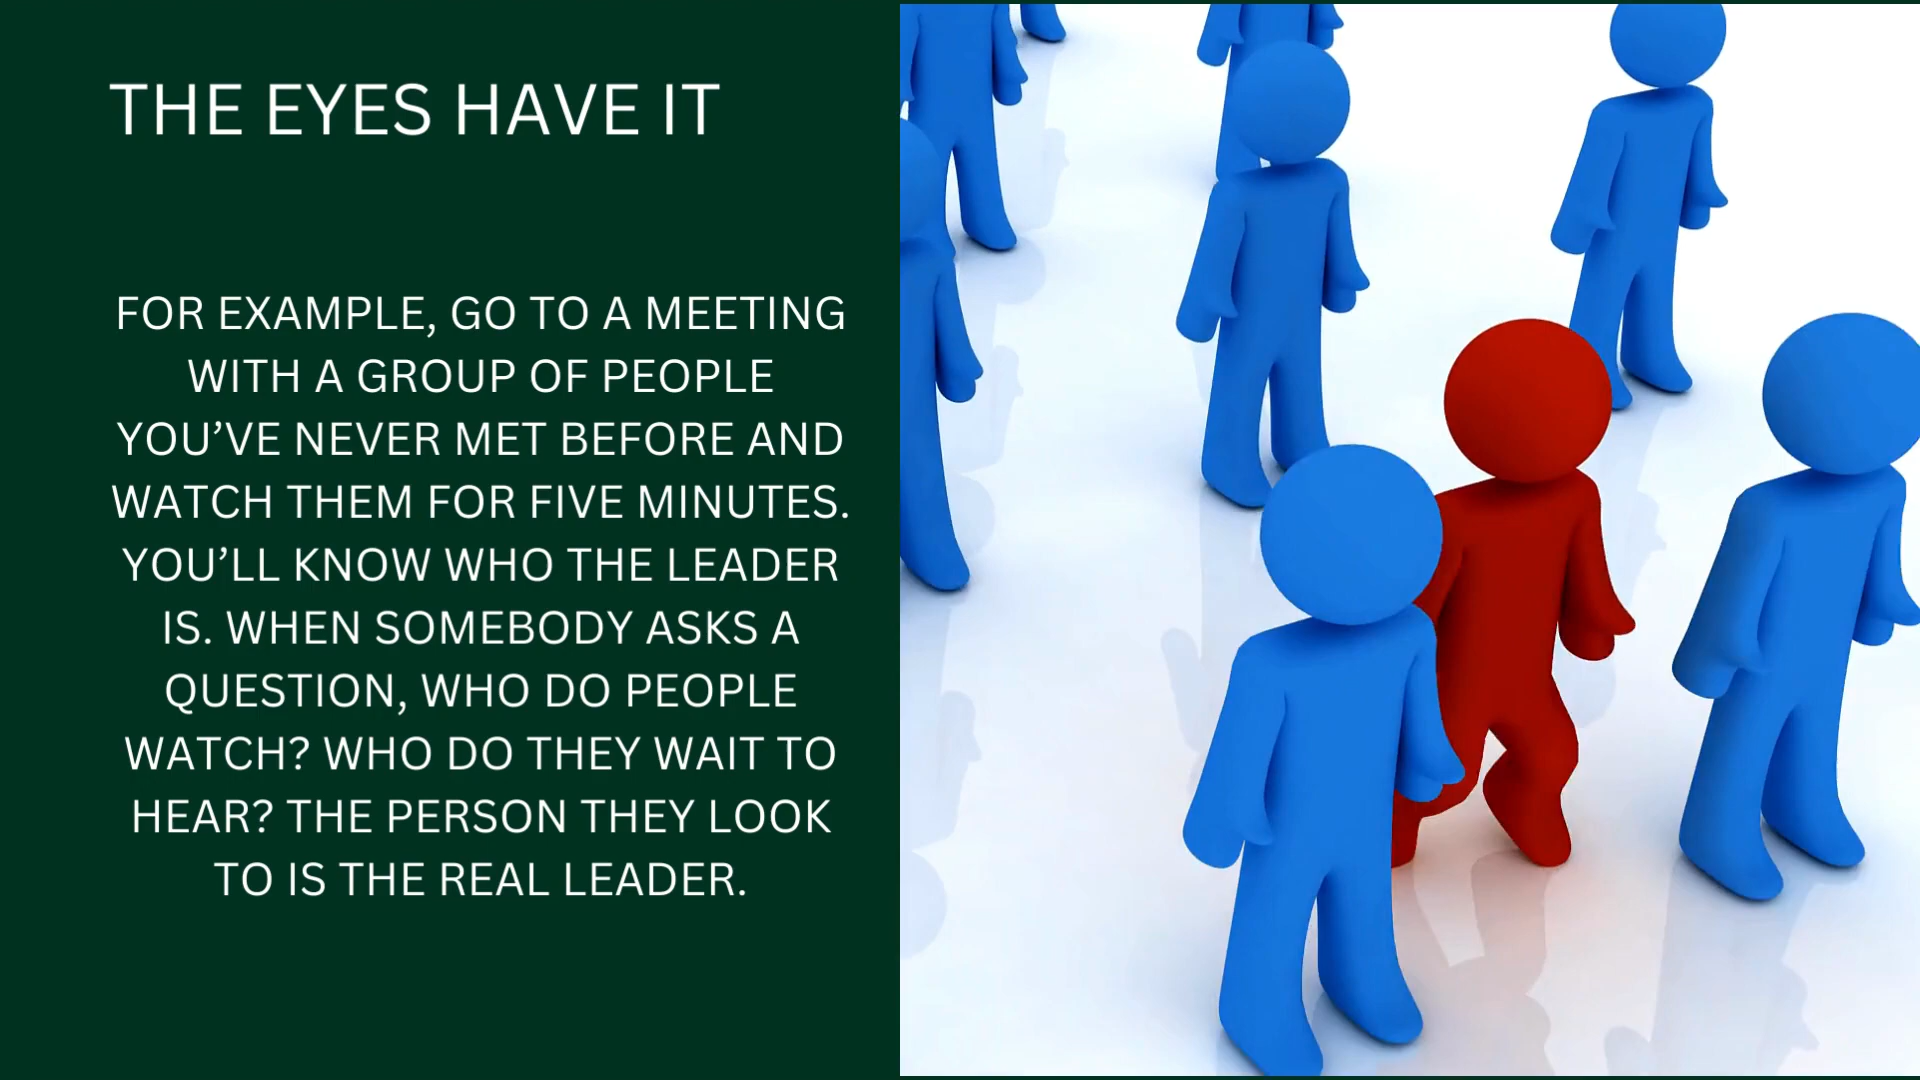 THE EYES HAVE IT
FOR EXAMPLE, GO TO A MEETING
WITH A GROUP OF PEOPLE
YOU’VE NEVER MET BEFORE AND
WATCH THEM FOR FIVE MINUTES.
YOU’LL KNOW WHO THE LEADER
IS. WHEN SOMEBODY ASKS A
QUESTION, WHO DO PEOPLE
WATCH? WHO DO THEY WAIT TO
HEAR? THE PERSON THEY LOOK
TO IS THE REAL LEADER.